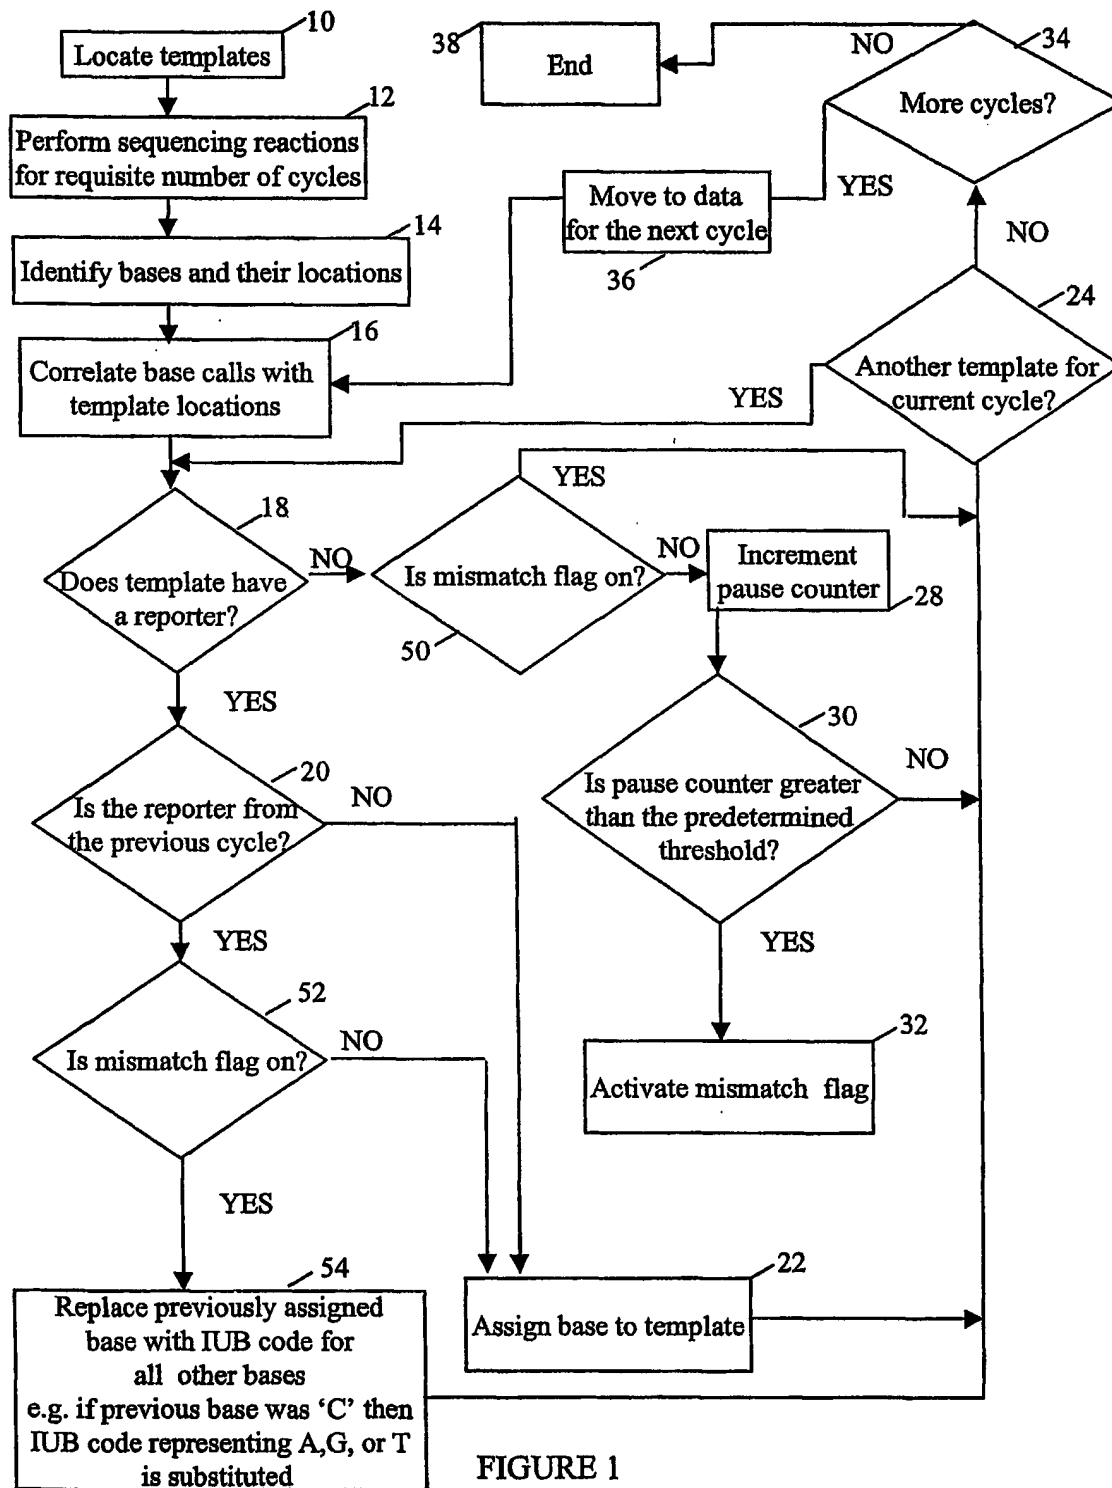 10
Locate templates
12
Perform sequencing reactions
for requisite number of cycles
14
Identify bases and their locations
16
Correlate base calls with
template locations
38
End
NO
34
More cycles?
YES
Move to data
for the next cycle
36
NO
24
Another template for
current cycle?
YES
18
Does template have
a reporter?
NO
YES
Is mismatch flag on?
50
NO
Increment
pause counter
28
YES
30
Is pause counter greater
than the predetermined
threshold?
NO
YES
20
Is the reporter from
the previous cycle?
NO
YES
32
Activate mismatch flag
52
Is mismatch flag on?
NO
YES
54
Replace previously assigned
base with IUB code for
all other bases
e.g. if previous base was ‘C’ then
IUB code representing A,G, or T
is substituted
22
Assign base to template
FIGURE 1